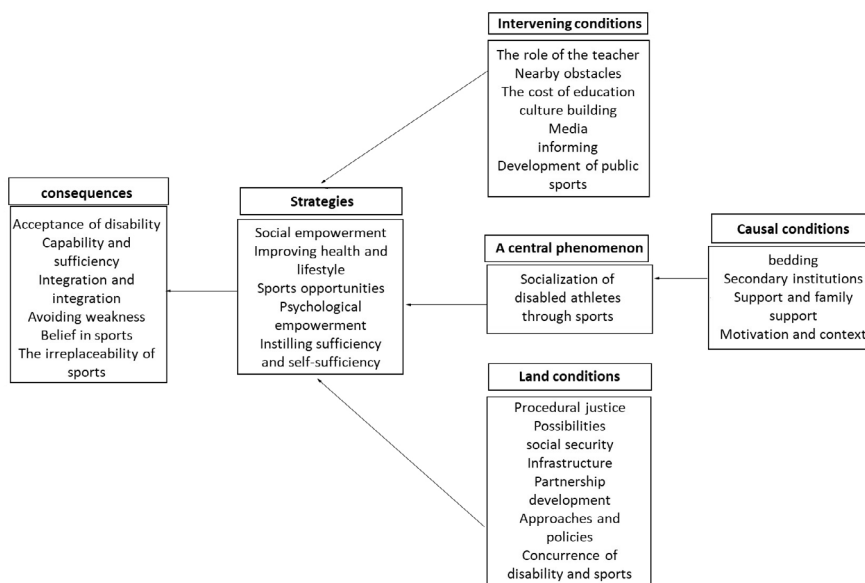 Intervening conditions
The role of the teacher
Nearby obstacles
The cost of education
culture building
Media
informing
Development of public
sports
consequences
Acceptance of disability
Capability and
sufficiency
Integration and
integration
Avoiding weakness
Belief in sports
The irreplaceability of
sports
Strategies
Social empowerment
Improving health and
lifestyle
Sports opportunities
Psychological
empowerment
Instilling sufficiency
and self-sufficiency
A central phenomenon
Socialization of
disabled athletes
through sports
Causal conditions
bedding
Secondary institutions
Support and family
support
Motivation and context
Land conditions
Procedural justice
Possibilities
social security
Infrastructure
Partnership
development
Approaches and
policies
Concurrence of
disability and sports